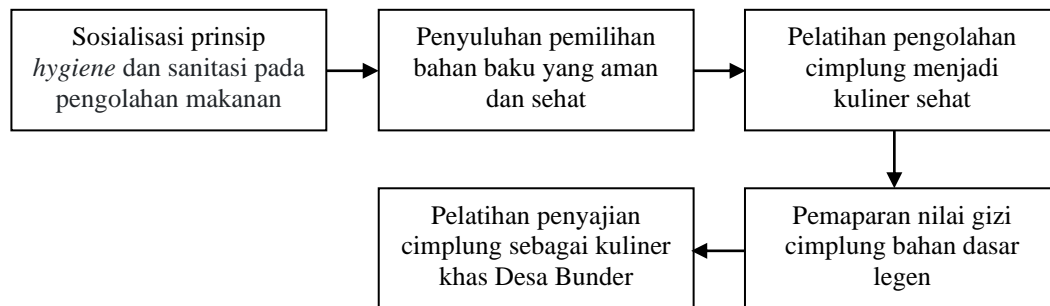 Sosialisasi prinsip
hygiene dan sanitasi pada
pengolahan makanan
Penyuluhan pemilihan
bahan baku yang aman
dan sehat
Pelatihan pengolahan
cimplung menjadi
kuliner sehat
Pemaparan nilai gizi
cimplung bahan dasar
legen
Pelatihan penyajian
cimplung sebagai kuliner
khas Desa Bunder